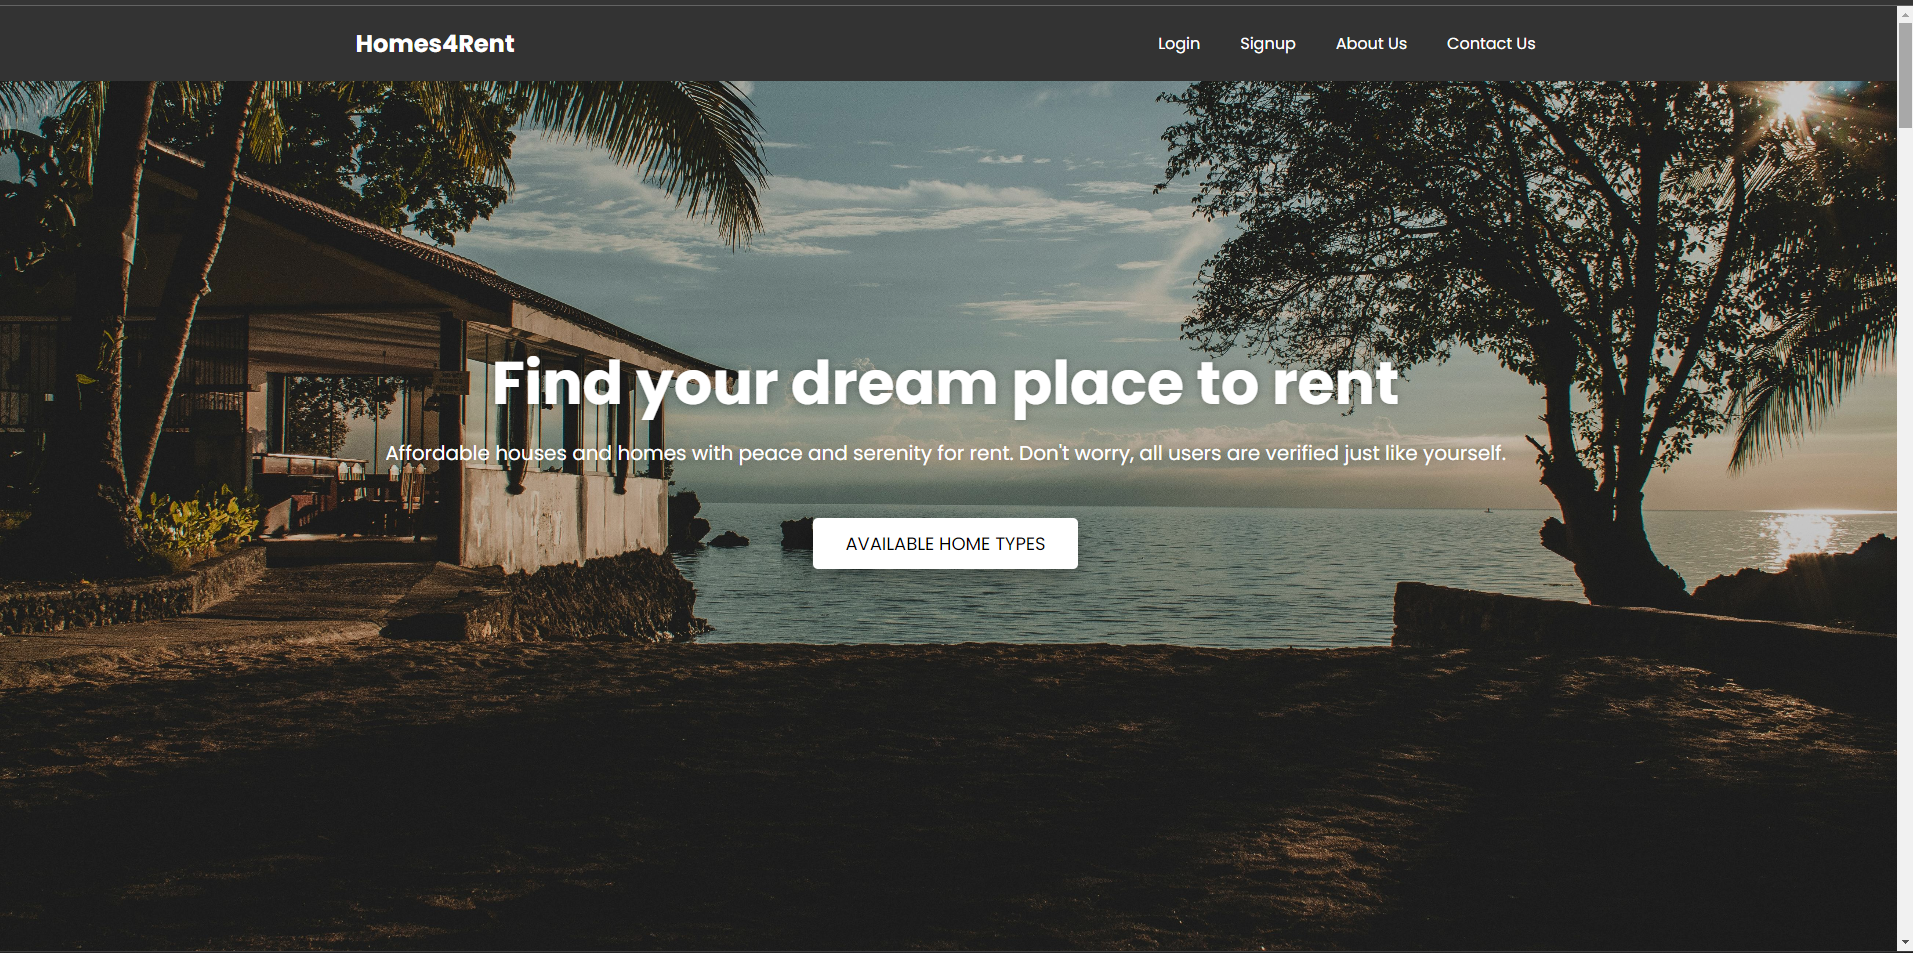 Homes4Rent
Login Signup About Us Contact Us
Find your dream place to rent
Affordable houses and homes with peace and serenity for rent. Don't worry, all users are verified just like yourself.
AVAILABLE HOME TYPES